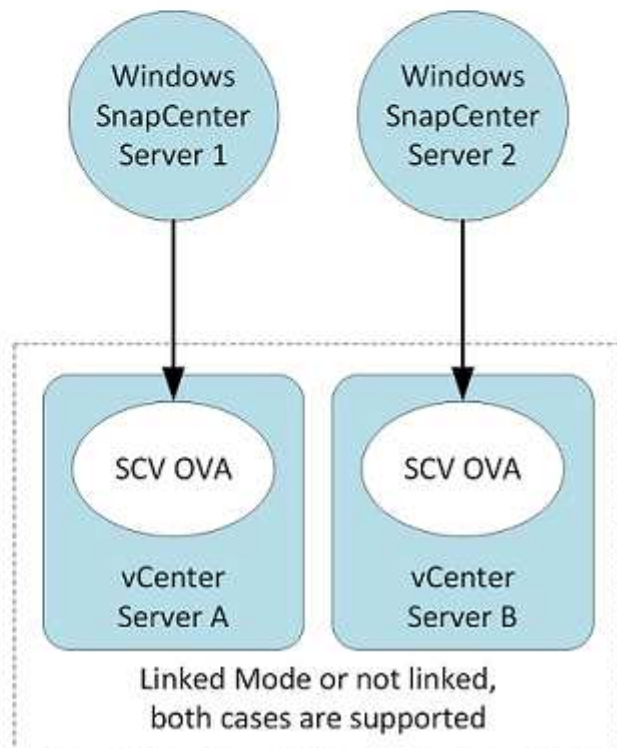 Windows
SnapCenter
Server 1
Windows
SnapCenter
Server 2
SCV OVA
vCenter
Server A
SCV OVA
vCenter
Server B
Linked Mode or not linked,
both cases are supported